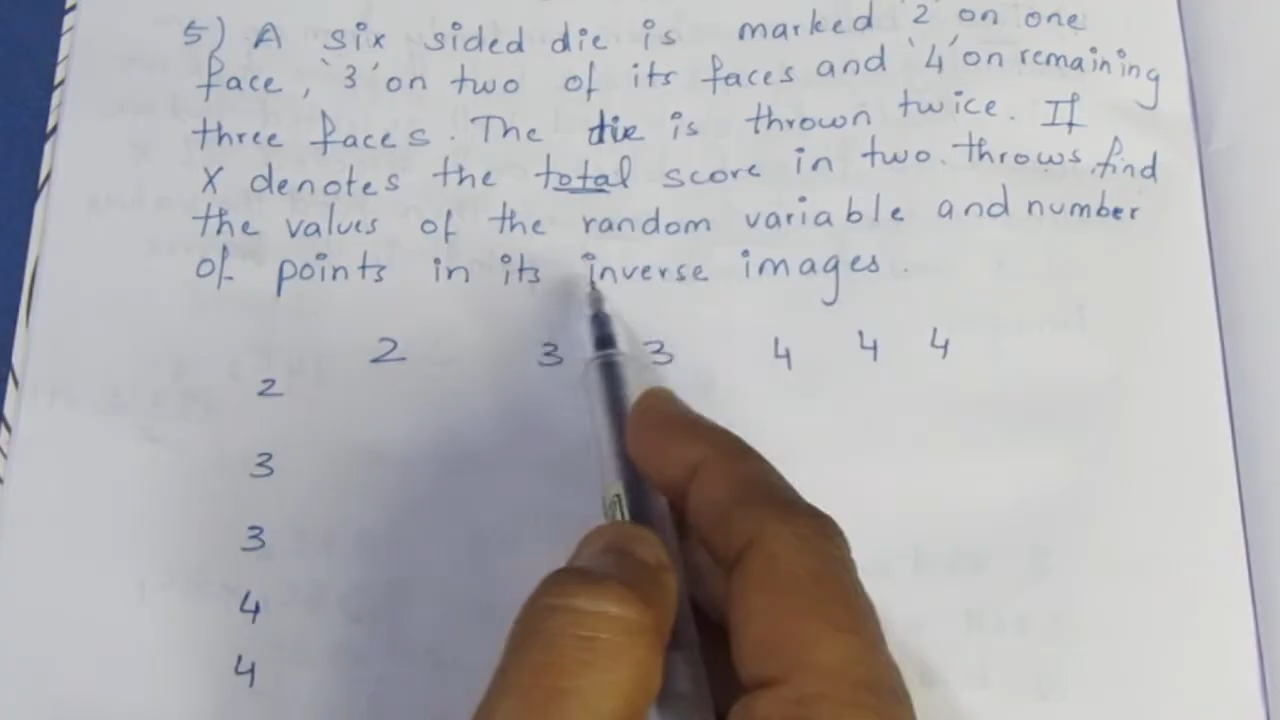 5) A six sided die is marked '2' on one
face, '3' on two of its faces and '4' on remaining
three faces. The die is thrown twice. If
X denotes the total score in two throws, find
the values of the random variable and number
of points in its inverse images.
2 3 3 4 4 4
2
3
3
4
4